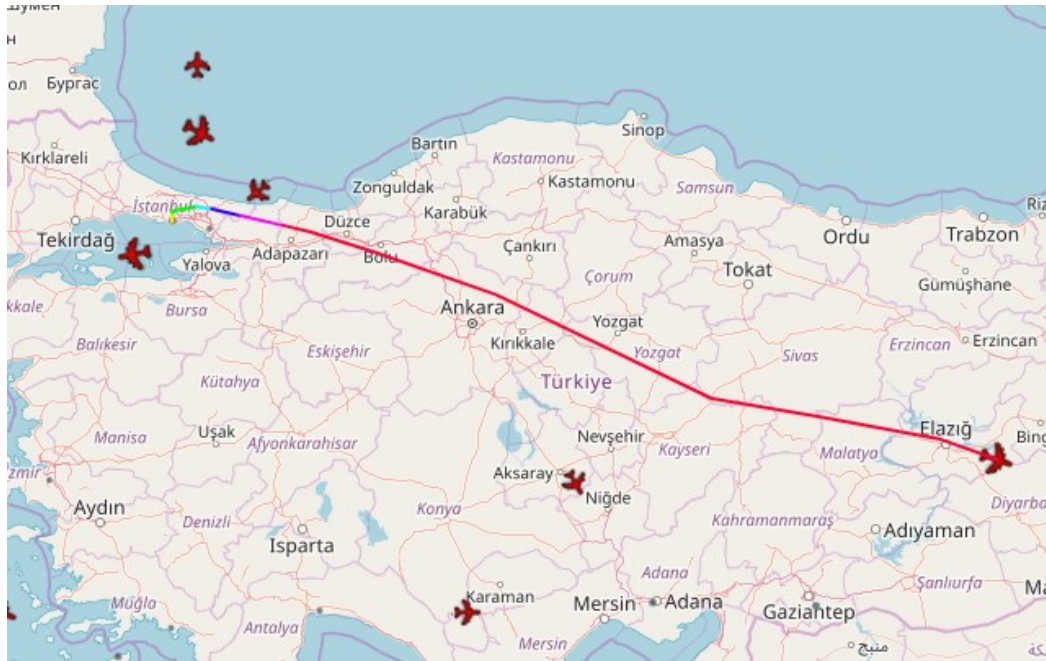 Бургас
Sinop
Bartın
Kırklareli
Kastamonu
Zonguldak
Kastamonu
Samsun
İstanbul
Karabük
Düzce
Tekirdağ
Ordu
Trabzon
Amasya
Çankırı
Adapazarı
Bolu
Yalova
Tokat
Çorum
Gümüşhane
Bursa
Ankara
Yozgat
Kırıkkale
Balıkesir
Eskişehir
Yozgat
Sivas
Erzincan
Erzincan
Türkiye
Kütahya
Elazığ
Uşak
Manisa
Afyonkarahisar
Nevşehir
Kayseri
Malatya
Aksaray
Niğde
Aydın
Konya
Denizli
Isparta
Kahramanmaraş
Adıyaman
Adana
Şanlıurfa
Karaman
Muğla
Mersin
Adana
Gaziantep
Antalya
Mersin
منبج